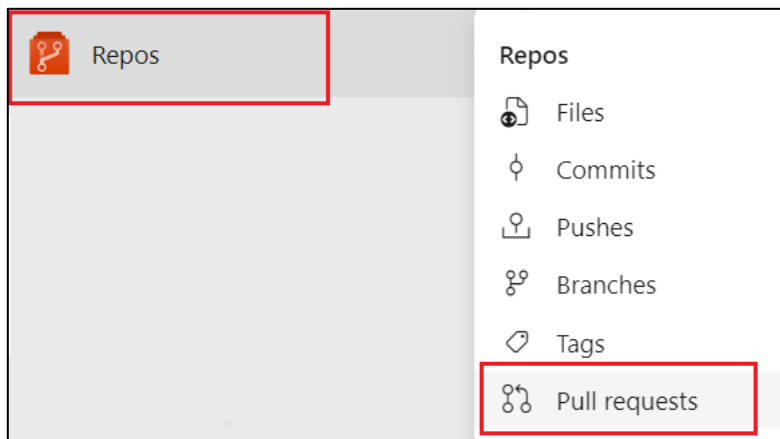 Repos
Repos
Files
Commits
Pushes
Branches
Tags
Pull requests